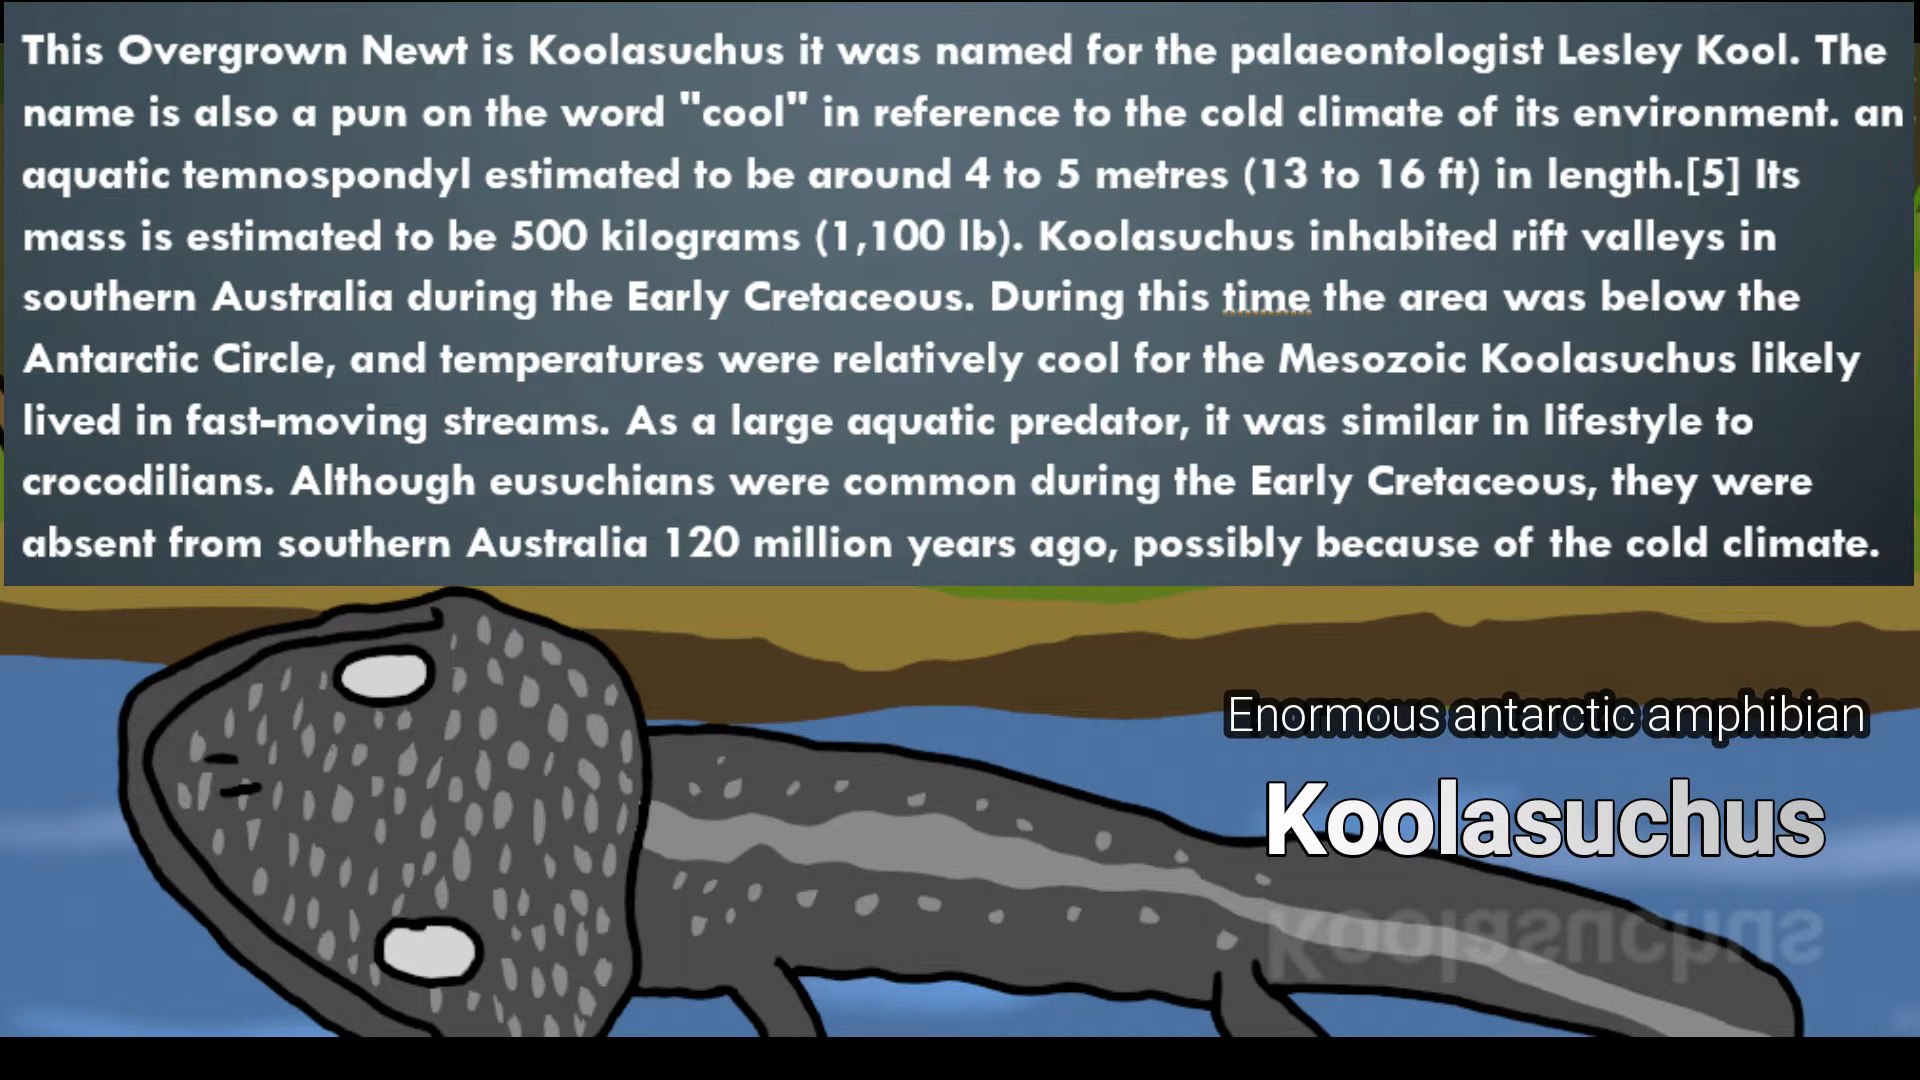 This Overgrown Newt is Koolasuchus it was named for the palaeontologist Lesley Kool. The
name is also a pun on the word "cool" in reference to the cold climate of its environment. an
aquatic temnospondyl estimated to be around 4 to 5 metres (13 to 16 ft) in length.[5] Its
mass is estimated to be 500 kilograms (1,100 lb). Koolasuchus inhabited rift valleys in
southern Australia during the Early Cretaceous. During this time the area was below the
Antarctic Circle, and temperatures were relatively cool for the Mesozoic Koolasuchus likely
lived in fast-moving streams. As a large aquatic predator, it was similar in lifestyle to
crocodilians. Although eusuchians were common during the Early Cretaceous, they were
absent from southern Australia 120 million years ago, possibly because of the cold climate.
Enormous antarctic amphibian
Koolasuchus